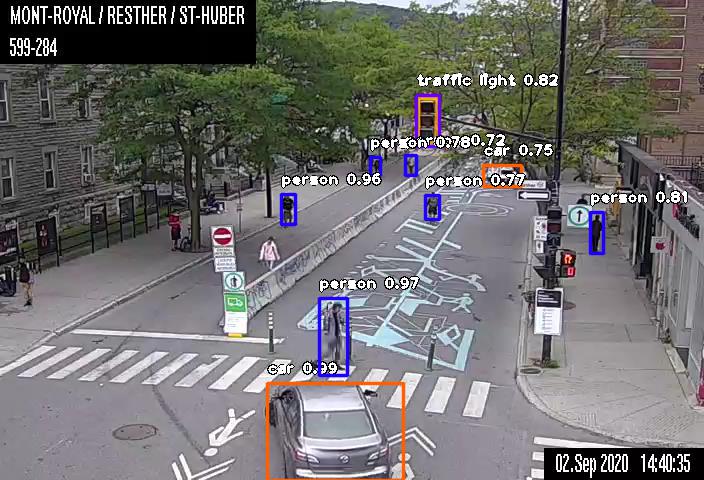 MONT-ROYAL / RESTHER / ST-HUBER
599-284
traffic light 0.82
person 0.78
0.72
car 0.75
person 0.96
person 0.77
person 0.81
person 0.97
car 0.99
02.Sep 2020 14:40:35